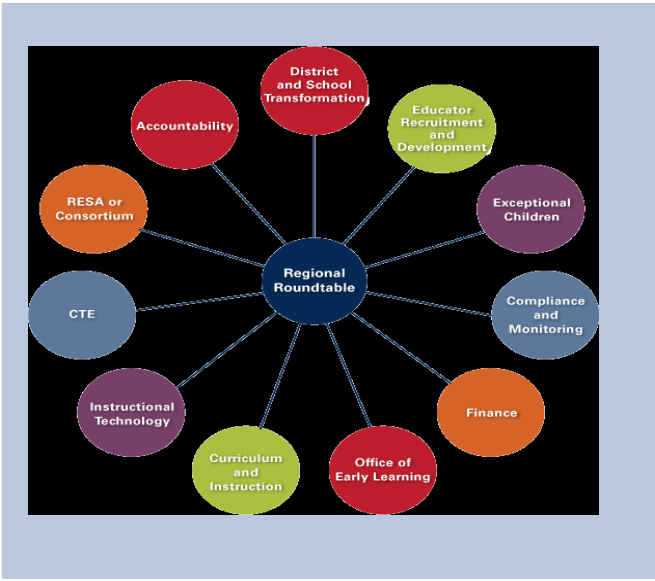 District
and School
Transformation
Educator
Recruitment
and
Development
Accountability
RESA or
Consortium
Exceptional
Children
Regional
Roundtable
CTE
Compliance
and
Monitoring
Instructional
Technology
Finance
Curriculum
and
Instruction
Office of
Early Learning